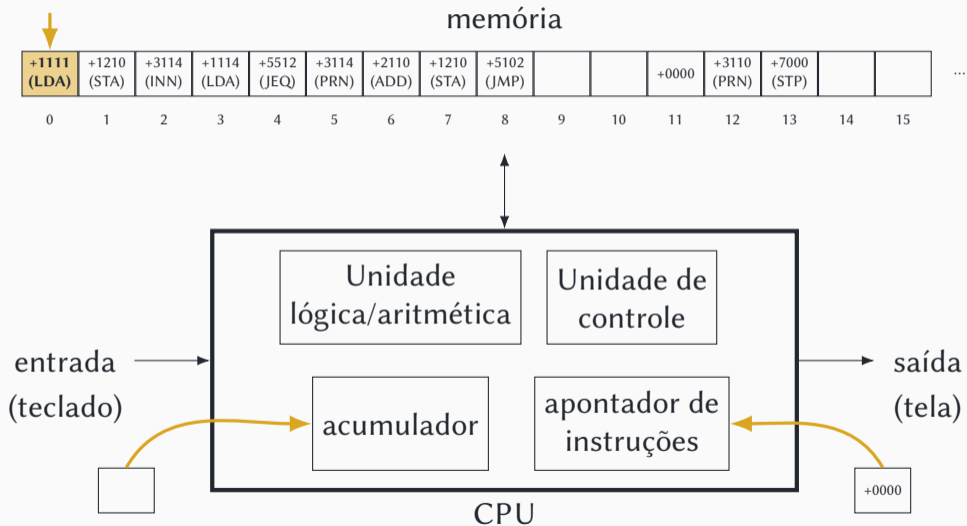 memória
+1111 +1210 +3114 +1114 +5512 +3114 +2110 +1210 +5102 +0000 +3110 +7000 ...
(LDA) (STA) (INN) (LDA) (JEQ) (PRN) (ADD) (STA) (JMP) (PRN) (STP)
0 1 2 3 4 5 6 7 8 9 10 11 12 13 14 15
Unidade
lógica/aritmética
Unidade de
controle
entrada
(teclado)
saída
(tela)
acumulador
apontador de
instruções
+0000
CPU